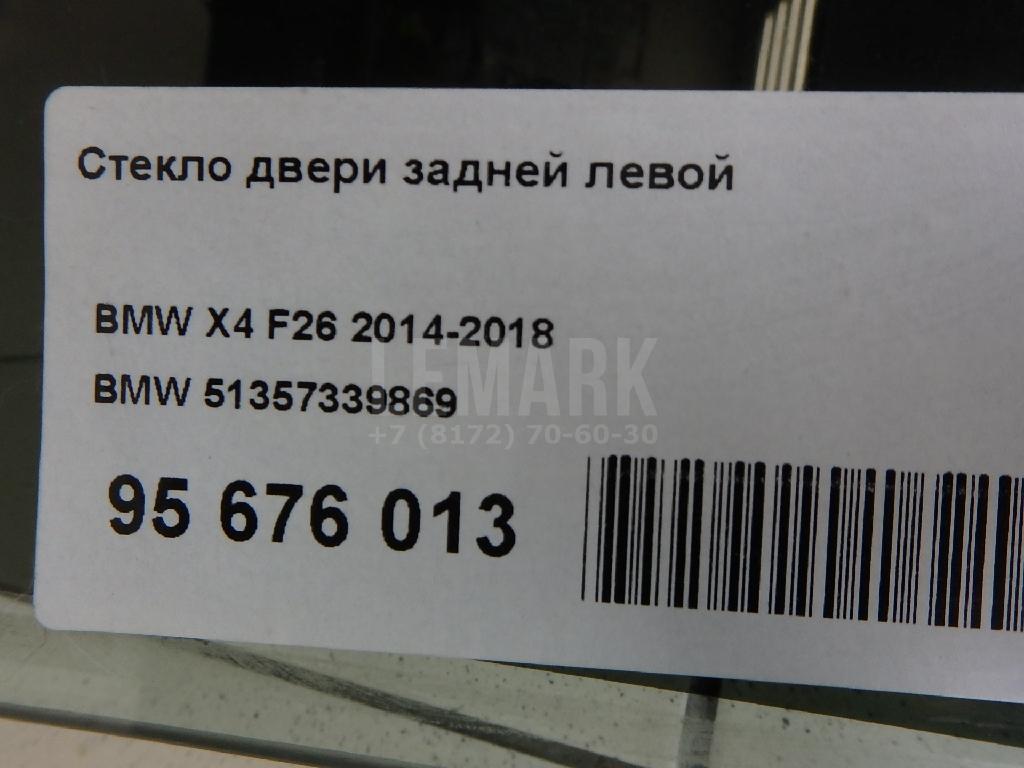 Стекло двери задней левой
BMW X4 F26 2014-2018
LEMARK
BMW 51357339869
+7 (8172) 70-60-30
95 676 013